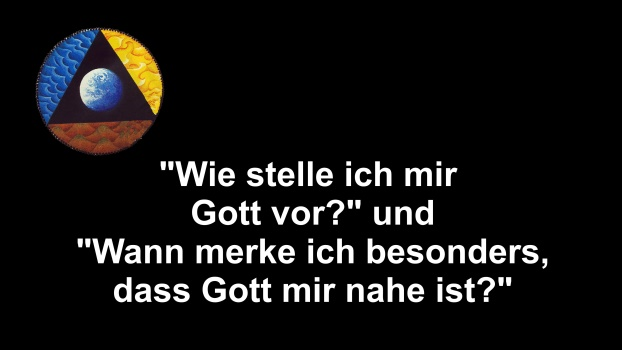 "Wie stelle ich mir
Gott vor?" und
"Wann merke ich besonders,
dass Gott mir nahe ist?"